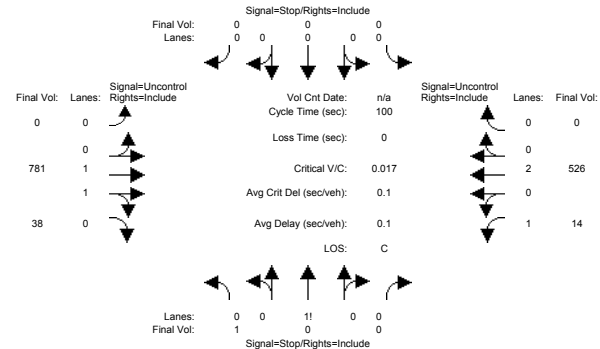 Signal=Stop/Rights=Include
Final Vol: 0 0 0
Lanes: 0 0 0 0 0
Signal=Uncontrol Signal=Uncontrol
Final Vol: Lanes: Rights=Include Vol Cnt Date: n/a Rights=Include Lanes: Final Vol:
Cycle Time (sec): 100
0 0 0 0
Loss Time (sec): 0
0 0
781 1 Critical V/C: 0.017 2 526
1 Avg Crit Del (sec/veh): 0.1 0
38 0 Avg Delay (sec/veh): 0.1 1 14
LOS: C
Lanes: 0 0 1! 0 0
Final Vol: 1 0 0
Signal=Stop/Rights=Include